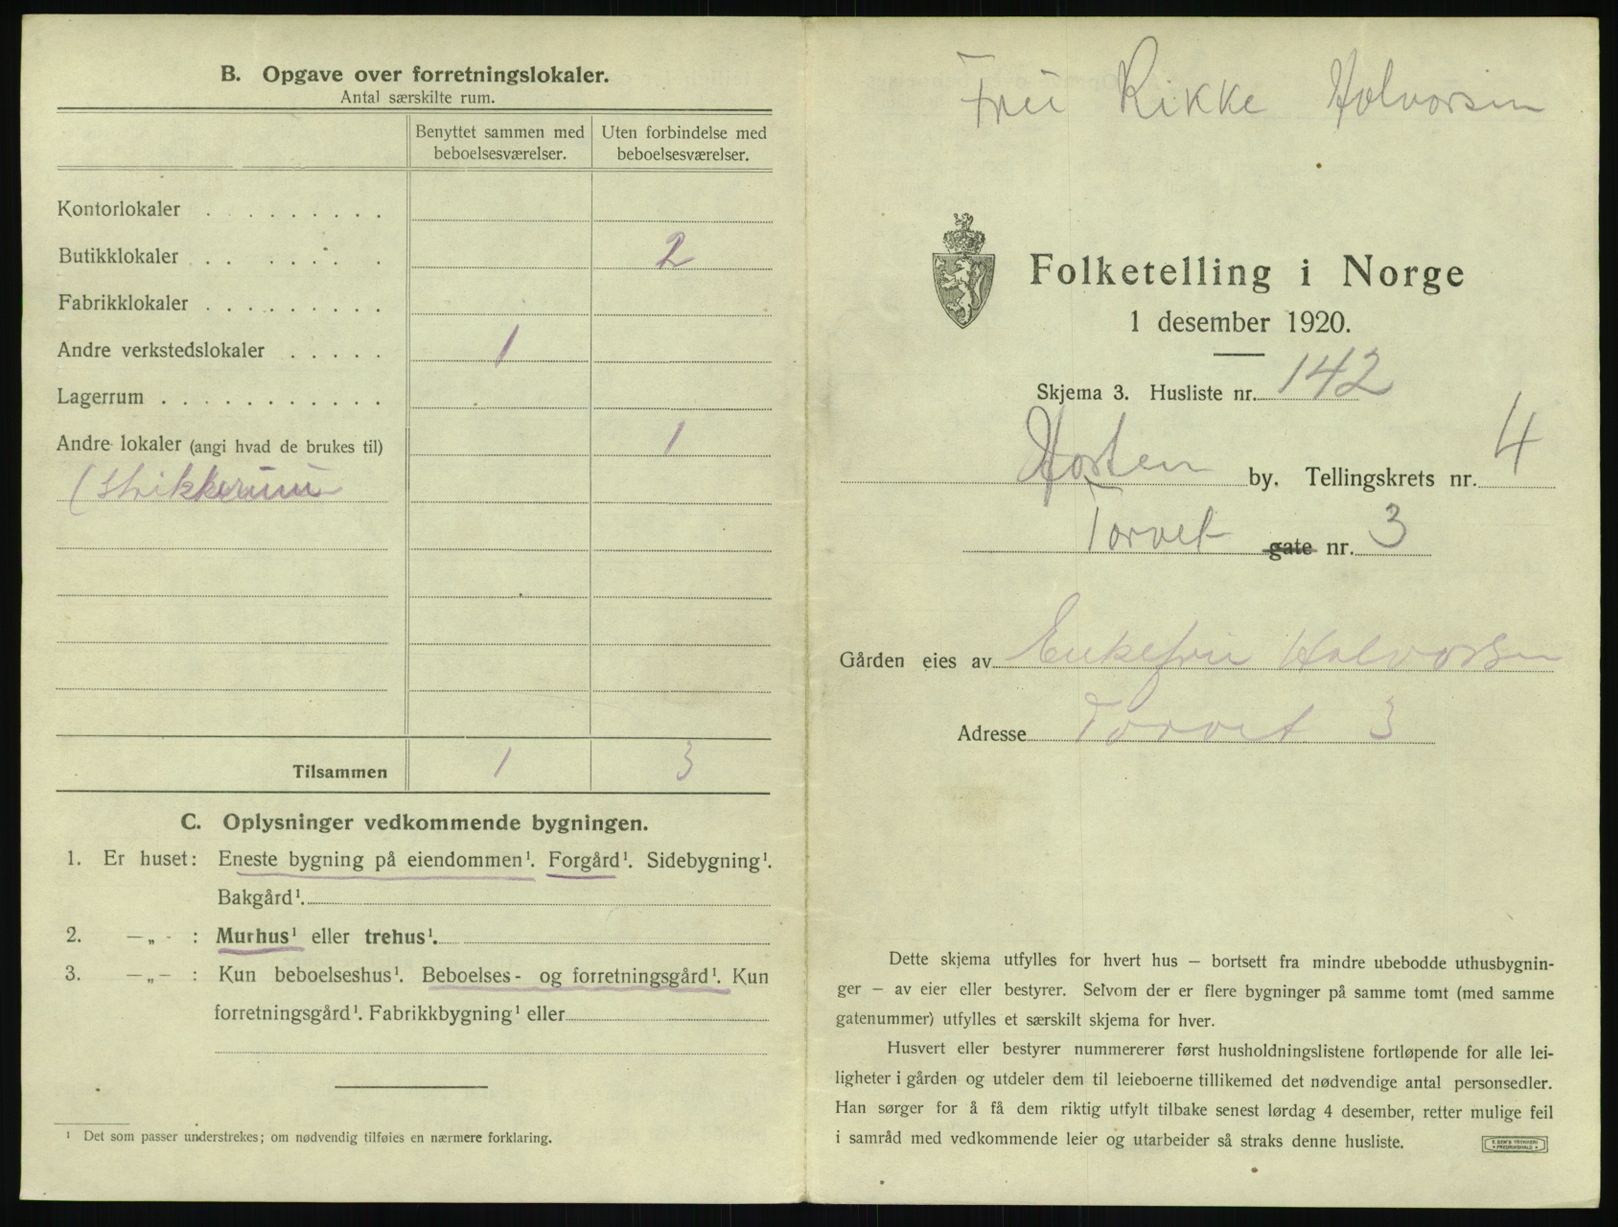 B. Opgave over forretningslokaler.
Antal særskilte rum.
Benyttet sammen med beboelsesværelser.
Uten forbindelse med beboelsesværelser.
Kontorlokaler . . . . . . . . .
Butikklokaler . . . . . . . 2
Fabrikklokaler . . . . . . . . .
Andre verkstedslokaler . . . . . 1
Lagerrum . . . . . . . . . . .
Andre lokaler (angi hvad de brukes til) 1
Tilsammen 1 3
C. Oplysninger vedkommende bygningen.
1. Er huset: Eneste bygning på eiendommen¹. Forgård¹. Sidebygning¹.
Bakgård¹.
2. —„- : Murhus¹ eller trehus¹.
3. —„— : Kun beboelseshus¹. Beboelses- og forretningsgård¹. Kun
forretningsgård¹. Fabrikkbygning¹ eller
¹ Det som passer understrekes; om nødvendig tilføies en nærmere forklaring.
Fru Rikke Halvorsen
Folketelling i Norge
1 desember 1920.
Skjema 3. Husliste nr. 142
Horten by. Tellingskrets nr. 4
Torvet gate nr. 3
Gården eies av Enkefru Halvorsen
Adresse Torvet 3
Dette skjema utfylles for hvert hus — bortsett fra mindre ubebodde uthusbygnin-
ger — av eier eller bestyrer. Selvom der er flere bygninger på samme tomt (med samme
gatenummer) utfylles et særskilt skjema for hver.
Husvert eller bestyrer nummererer først husholdningslistene fortløpende for alle lei-
ligheter i gården og utdeler dem til leieboerne tillikemed det nødvendige antal personsedler.
Han sørger for å få dem riktig utfylt tilbake senest lørdag 4 desember, retter mulige feil
i samråd med vedkommende leier og utarbeider så straks denne husliste.